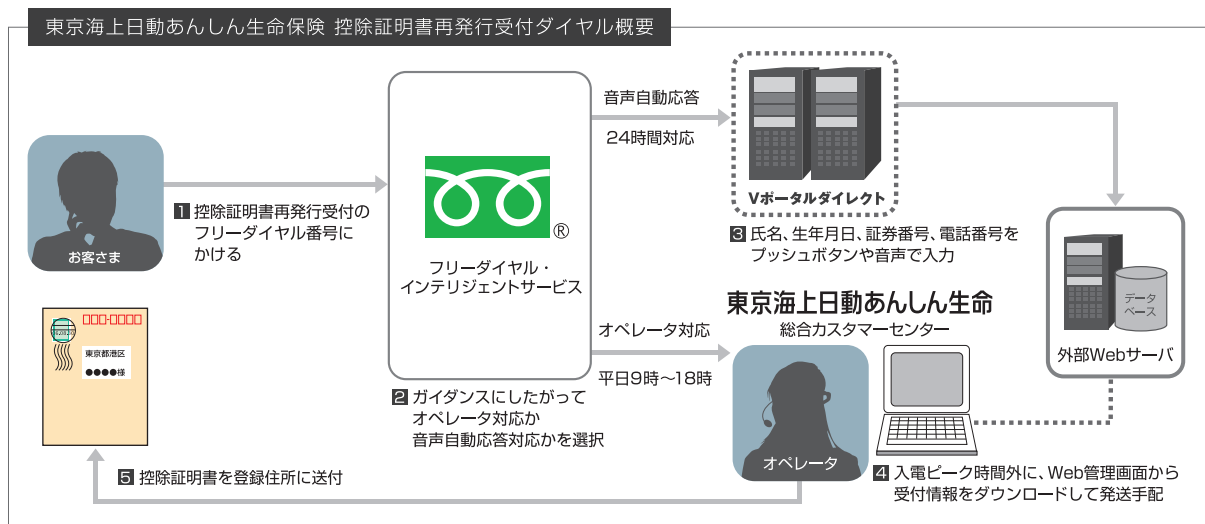 東京海上日動あんしん生命保険 控除証明書再発行受付ダイヤル概要
お客さま
1 控除証明書再発行受付の
フリーダイヤル番号に
かける
®
フリーダイヤル・
インテリジェントサービス
2 ガイダンスにしたがって
オペレータ対応か
音声自動応答対応かを選択
音声自動応答
24時間対応
Vポータルダイレクト
3 氏名、生年月日、証券番号、電話番号を
プッシュボタンや音声で入力
オペレータ対応
平日9時～18時
東京海上日動あんしん生命
総合カスタマーセンター
オペレータ
データ
ベース
外部Webサーバ
4 入電ピーク時間外に、Web管理画面から
受付情報をダウンロードして発送手配
5 控除証明書を登録住所に送付
東京都港区
●●●●様